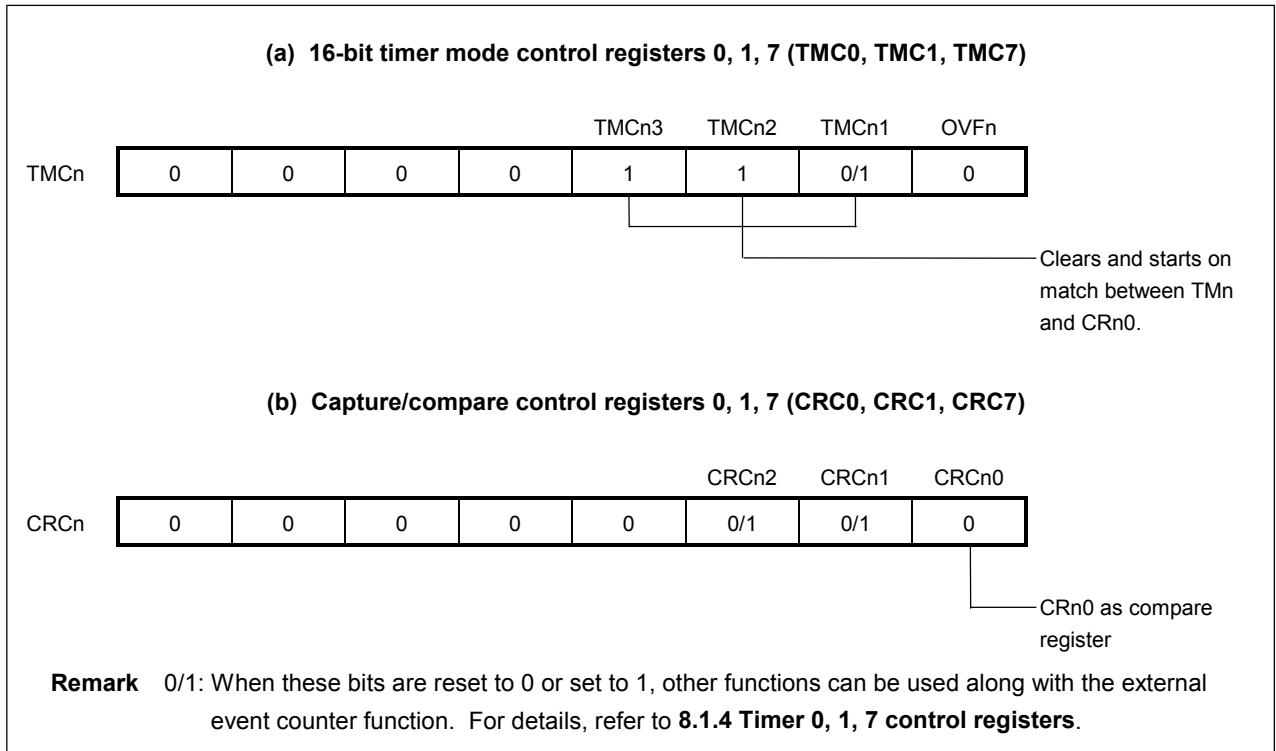 (a) 16-bit timer mode control registers 0, 1, 7 (TMC0, TMC1, TMC7)
TMCn3 TMCn2 TMCn1 OVFn
TMCn 0 0 0 0 1 1 0/1 0
Clears and starts on
match between TMn
and CRn0.
(b) Capture/compare control registers 0, 1, 7 (CRC0, CRC1, CRC7)
CRCn2 CRCn1 CRCn0
CRCn 0 0 0 0 0 0/1 0/1 0
CRn0 as compare
register
Remark 0/1: When these bits are reset to 0 or set to 1, other functions can be used along with the external
event counter function. For details, refer to 8.1.4 Timer 0, 1, 7 control registers.